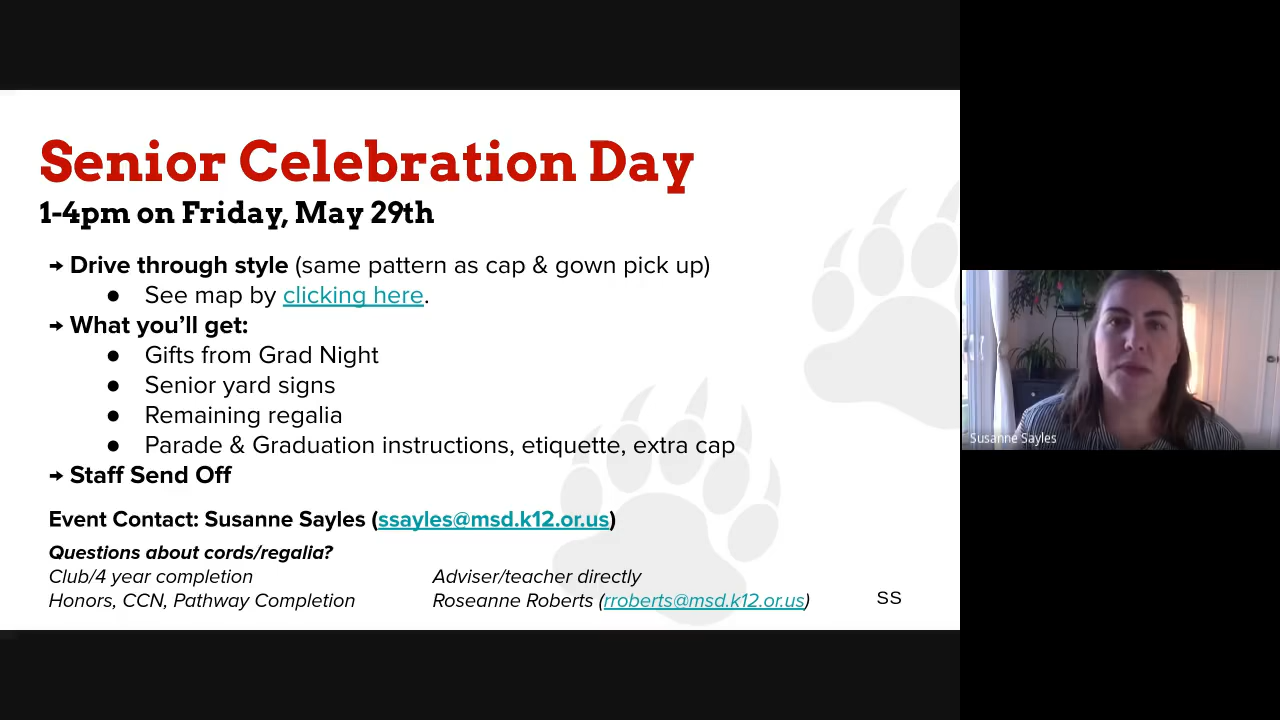 Senior Celebration Day
1-4pm on Friday, May 29th
➔ Drive through style (same pattern as cap & gown pick up)
● See map by clicking here.
➔ What you’ll get:
● Gifts from Grad Night
● Senior yard signs
● Remaining regalia
● Parade & Graduation instructions, etiquette, extra cap
➔ Staff Send Off
Event Contact: Susanne Sayles (ssayles@msd.k12.or.us)
Questions about cords/regalia?
Club/4 year completion Adviser/teacher directly
Honors, CCN, Pathway Completion Roseanne Roberts (rroberts@msd.k12.or.us)
SS
Susanne Sayles